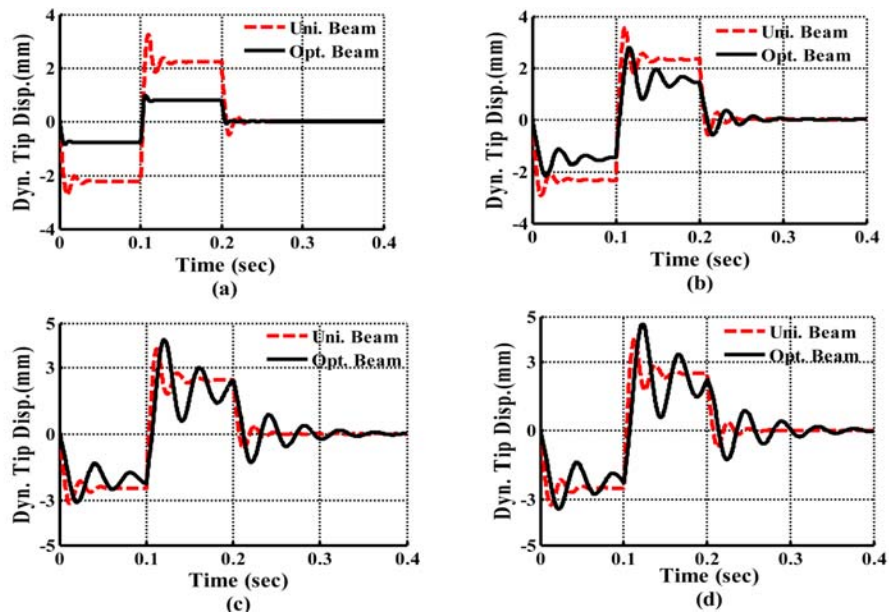 Dyn. Tip Disp.(mm)
4
2
0
-2
-4
Uni. Beam
Opt. Beam
0 0.1 0.2 0.3 0.4
Time (sec)
(a)
Dyn. Tip Disp.(mm)
4
2
0
-2
-4
Uni. Beam
Opt. Beam
0 0.1 0.2 0.3 0.4
Time (sec)
(b)
Dyn. Tip Disp.(mm)
5
3
0
-3
-5
Uni. Beam
Opt. Beam
0 0.1 0.2 0.3 0.4
Time (sec)
(c)
Dyn. Tip Disp.(mm)
5
3
0
-3
-5
Uni. Beam
Opt. Beam
0 0.1 0.2 0.3 0.4
Time (sec)
(d)